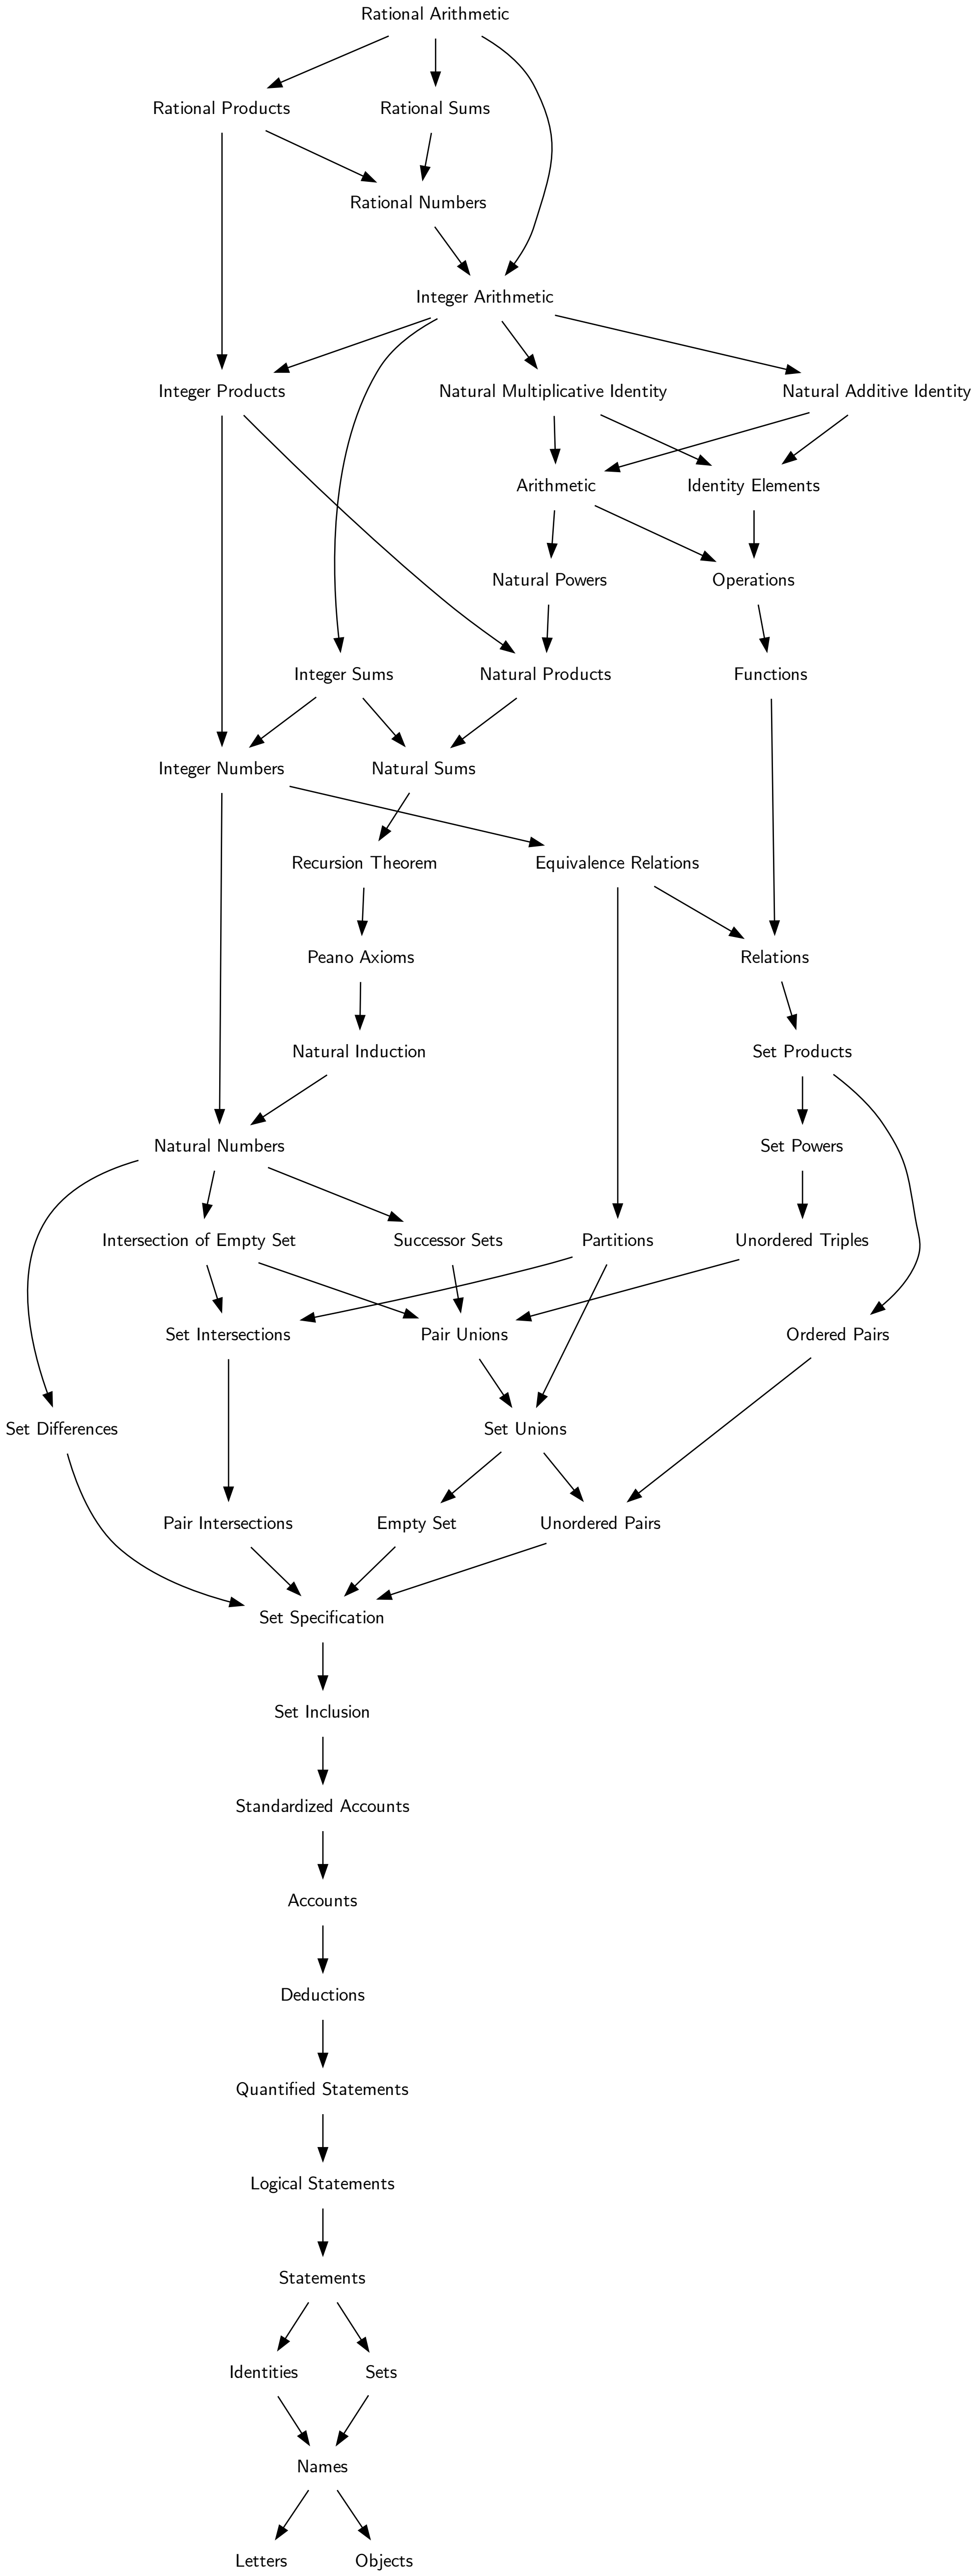 Rational Arithmetic
Rational Products
Rational Sums
Rational Numbers
Integer Arithmetic
Integer Products
Natural Multiplicative Identity
Natural Additive Identity
Arithmetic
Identity Elements
Natural Powers
Operations
Integer Sums
Natural Products
Functions
Integer Numbers
Natural Sums
Recursion Theorem
Equivalence Relations
Peano Axioms
Relations
Natural Induction
Set Products
Natural Numbers
Set Powers
Intersection of Empty Set
Successor Sets
Partitions
Unordered Triples
Set Intersections
Pair Unions
Ordered Pairs
Set Differences
Set Unions
Pair Intersections
Empty Set
Unordered Pairs
Set Specification
Set Inclusion
Standardized Accounts
Accounts
Deductions
Quantified Statements
Logical Statements
Statements
Identities
Sets
Names
Letters
Objects